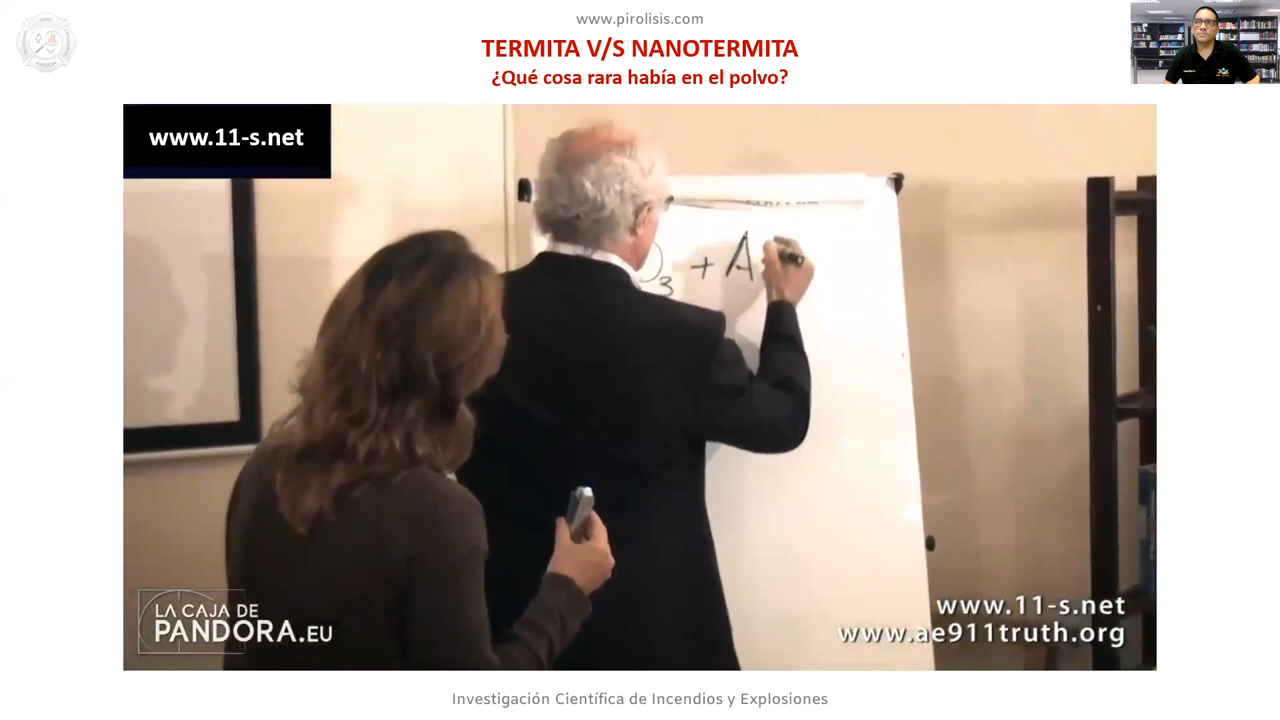 www.pirolisis.com
TERMITA V/S NANOTERMITA
¿Qué cosa rara había en el polvo?
www.11-s.net
O₃ + A
LA CAJA DE
PANDORA.EU
www.11-s.net
www.ae911truth.org
Investigación Científica de Incendios y Explosiones